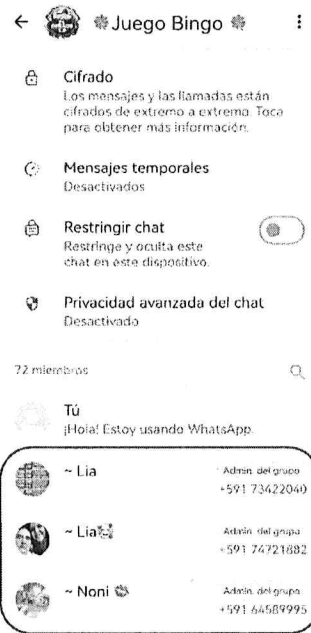 Juego Bingo
Cifrado
Los mensajes y las llamadas están
cifrados de extremo a extremo. Toca
para obtener más información.
Mensajes temporales
Desactivados
Restringir chat
Restringe y oculta este
chat en este dispositivo.
Privacidad avanzada del chat
Desactivado
72 miembros
Tú
¡Hola! Estoy usando WhatsApp.
~ Lia
Admin. del grupo
+591 73422040
~ Lia
Admin. del grupo
+591 74721882
~ Noni
Admin. del grupo
+591 64589995